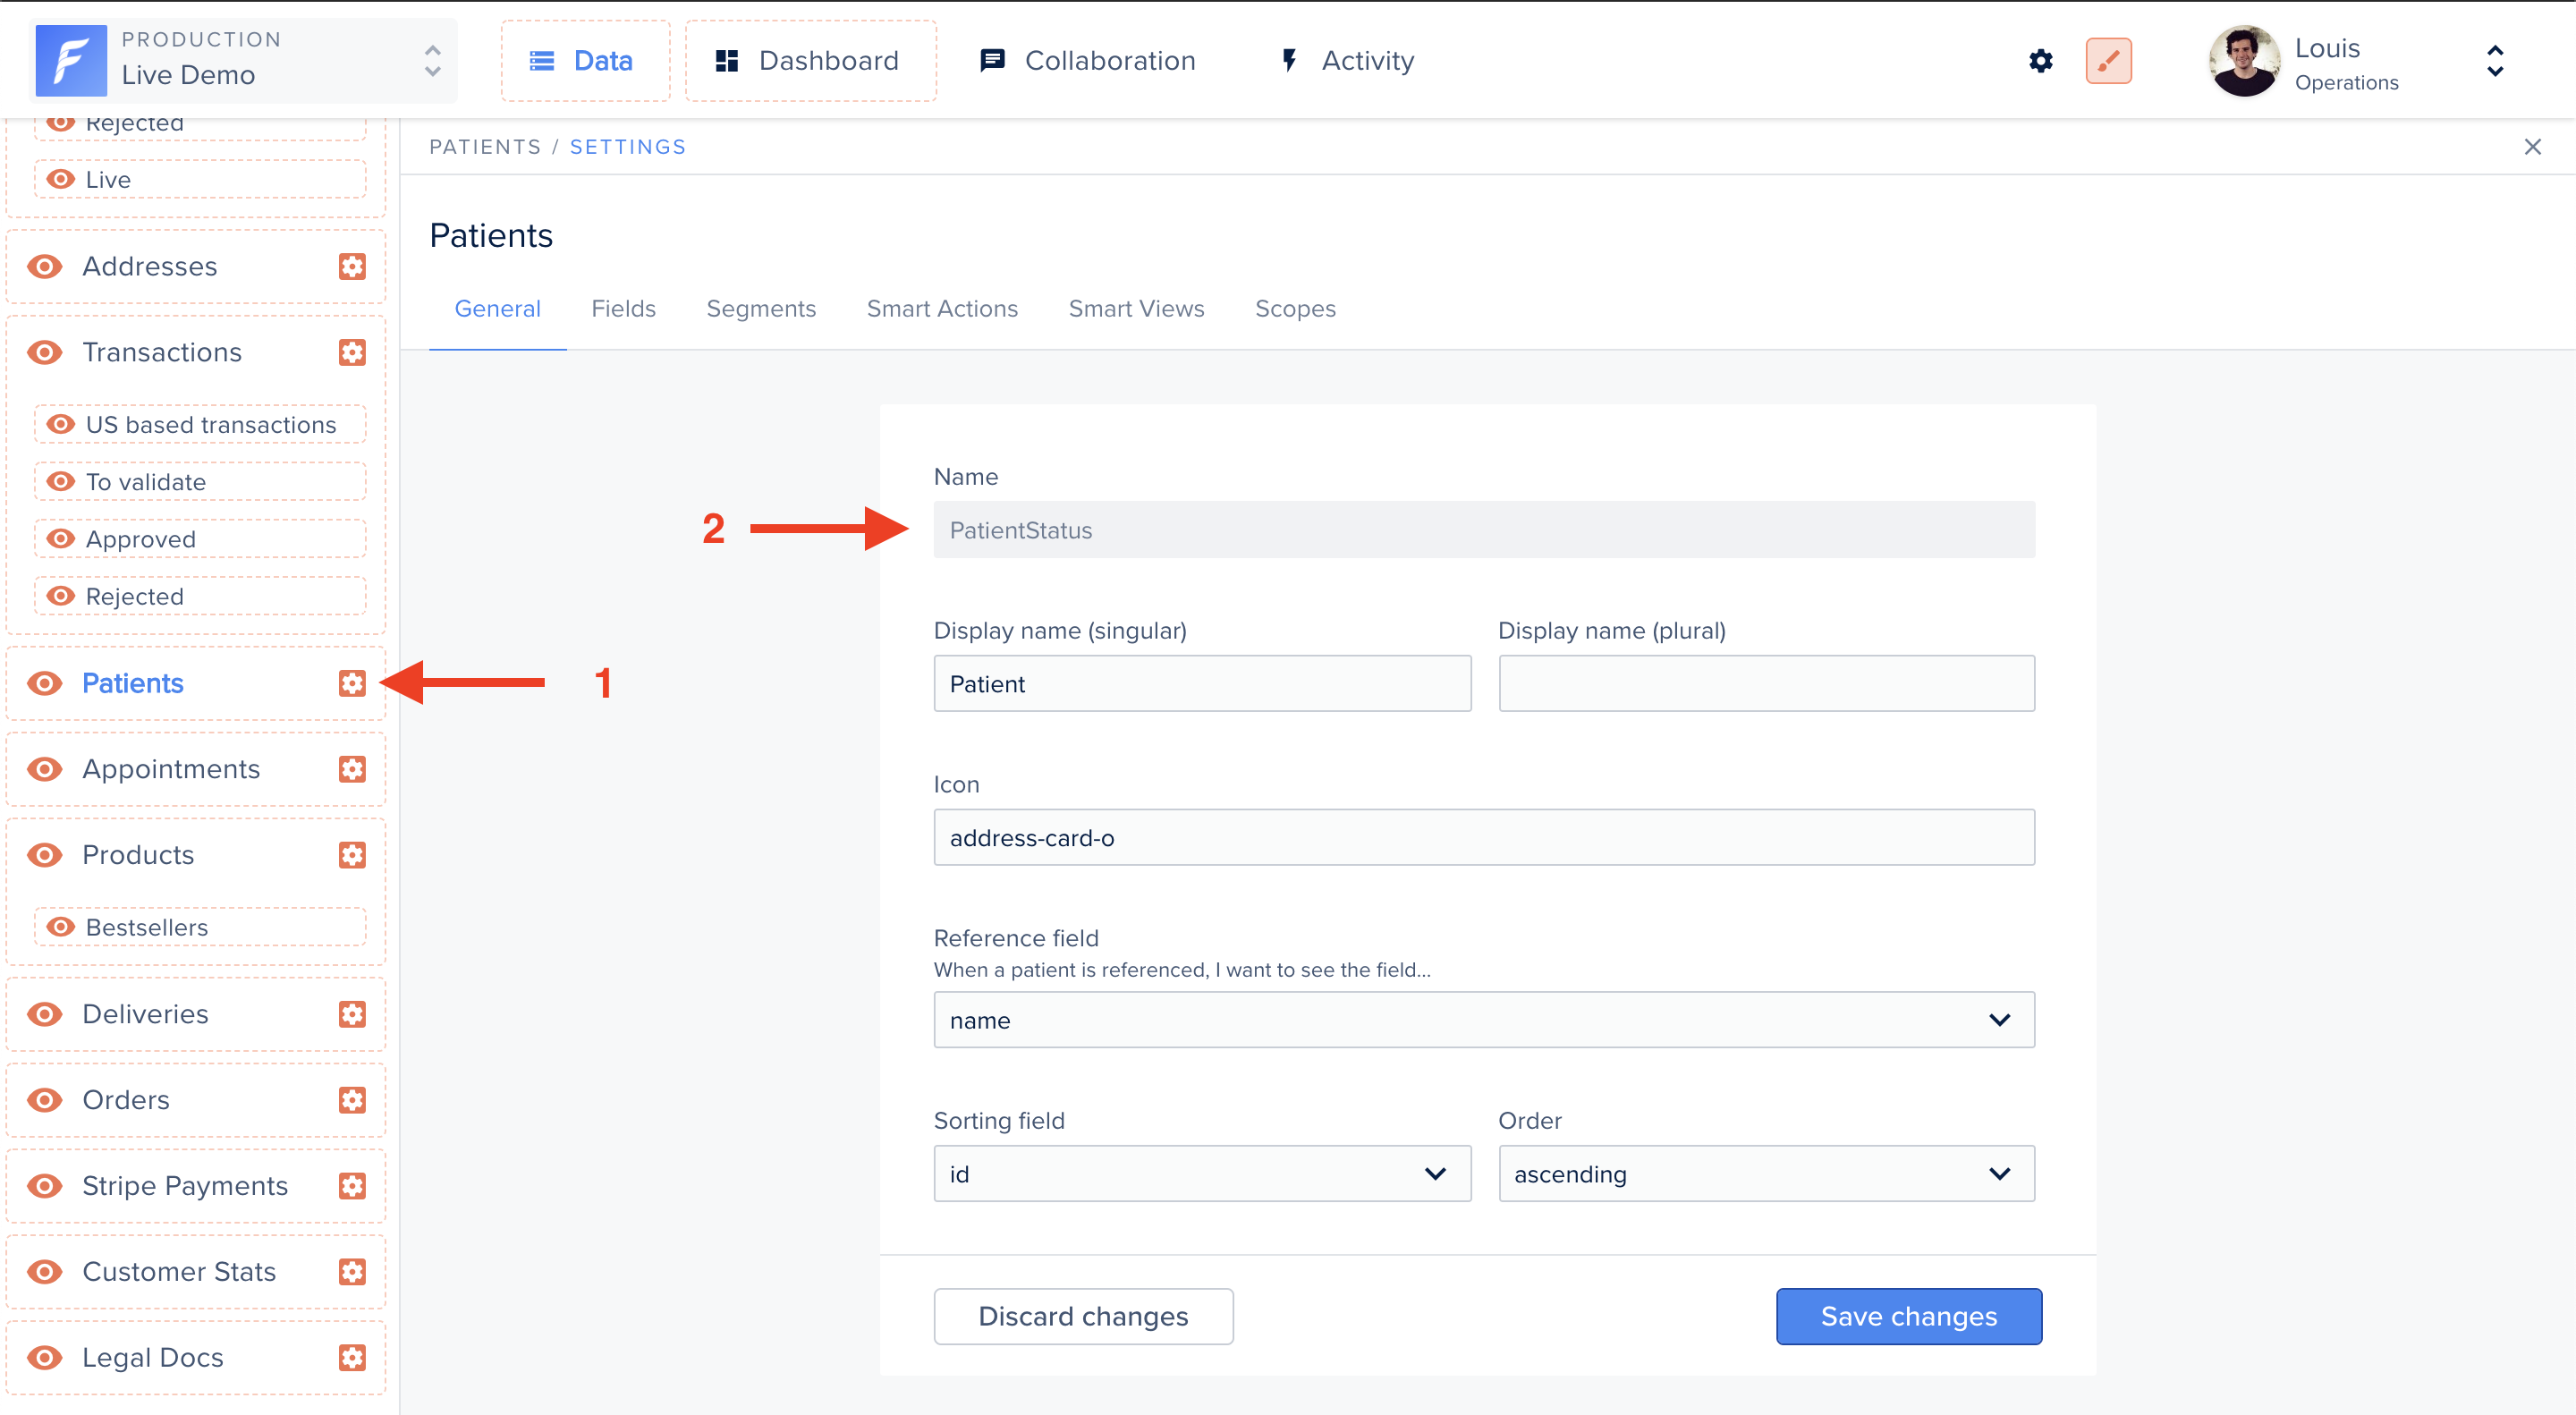 PRODUCTION
Live Demo
Data
Dashboard
Collaboration
Activity
Louis
Operations
Rejected
Live
Addresses
Transactions
US based transactions
To validate
Approved
Rejected
Patients
1
Appointments
Products
Bestsellers
Deliveries
Orders
Stripe Payments
Customer Stats
Legal Docs
PATIENTS / SETTINGS
Patients
General Fields Segments Smart Actions Smart Views Scopes
Name
2
PatientStatus
Display name (singular) Display name (plural)
Patient
Icon
address-card-o
Reference field
When a patient is referenced, I want to see the field...
name
Sorting field Order
id ascending
Discard changes Save changes